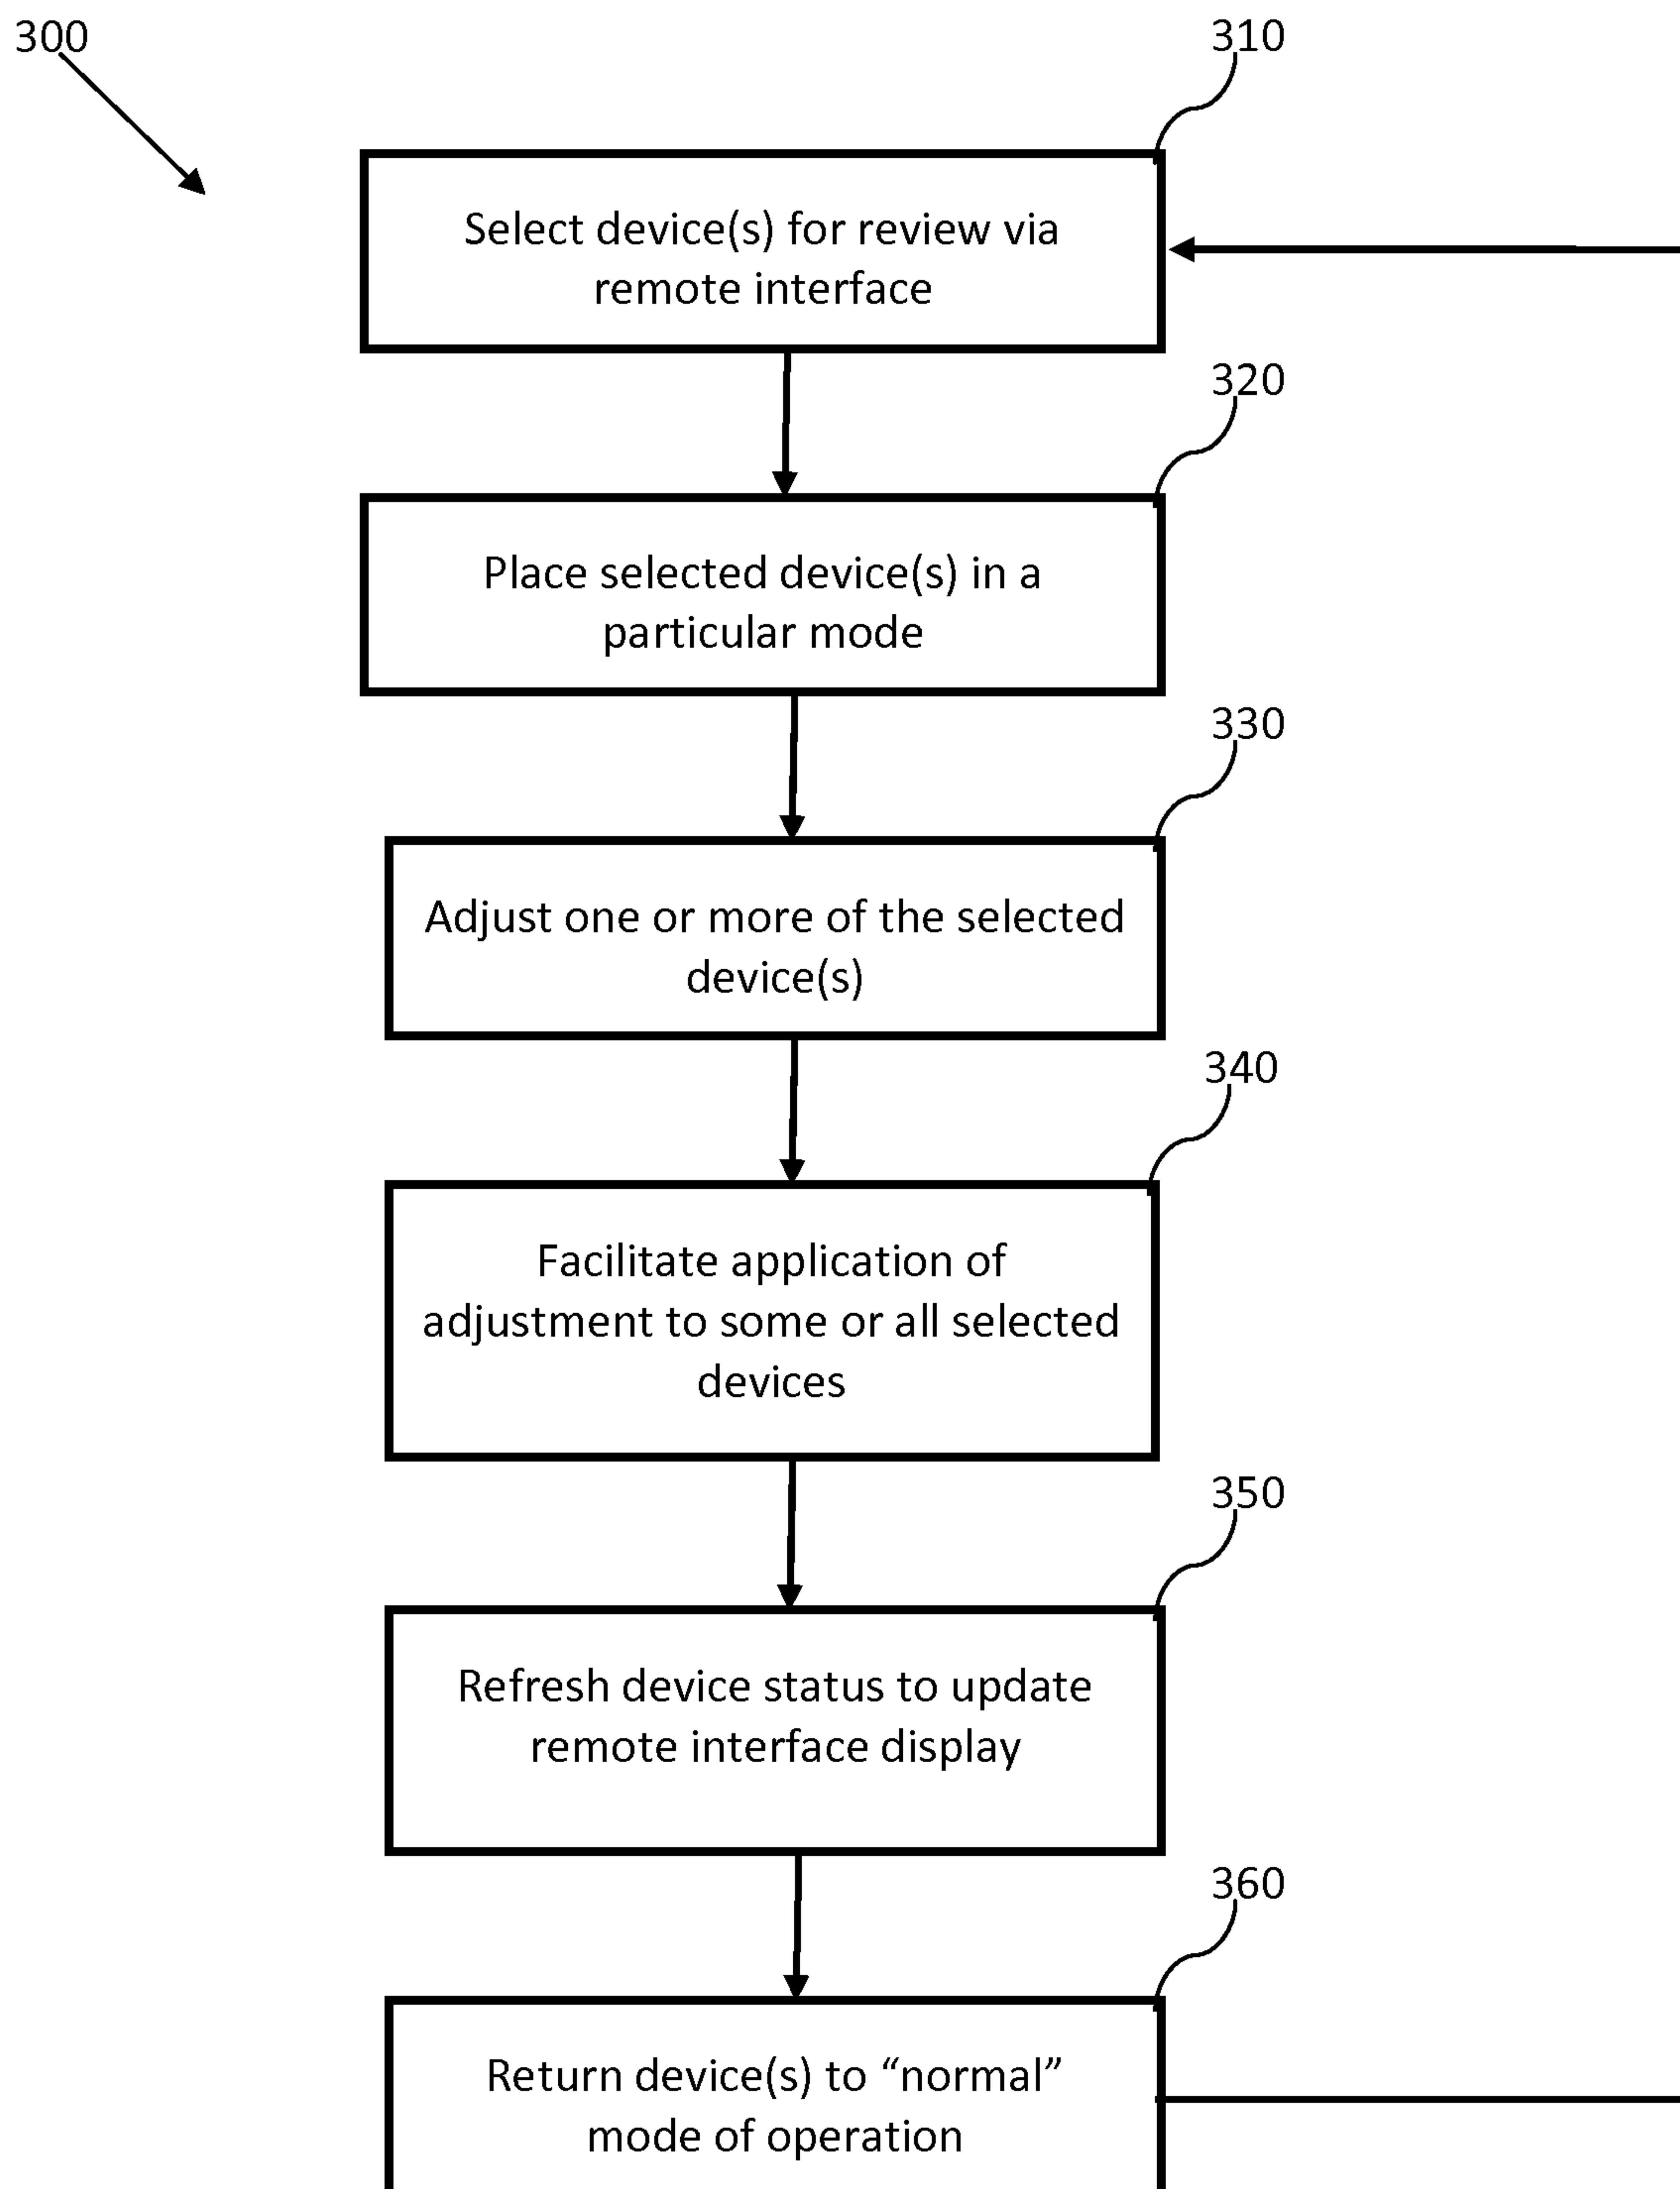 300
310
Select device(s) for review via
remote interface
320
Place selected device(s) in a
particular mode
330
Adjust one or more of the selected
device(s)
340
Facilitate application of
adjustment to some or all selected
devices
350
Refresh device status to update
remote interface display
360
Return device(s) to “normal”
mode of operation